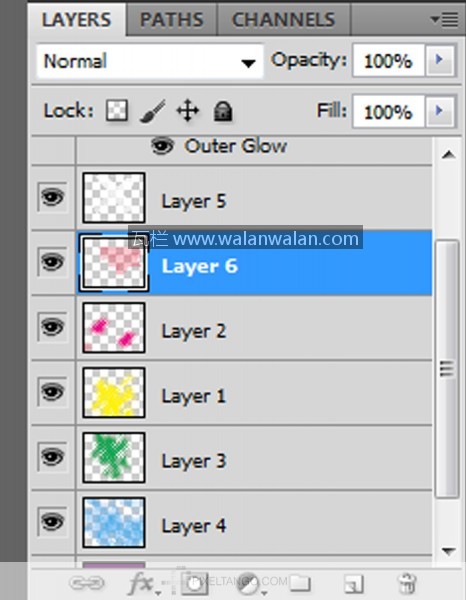 LAYERS PATHS CHANNELS
Normal Opacity: 100%
Lock: Fill: 100%
Outer Glow
Layer 5
瓦栏 www.walanwalan.com
Layer 6
Layer 2
Layer 1
Layer 3
Layer 4
fx PIXELTANGO.COM